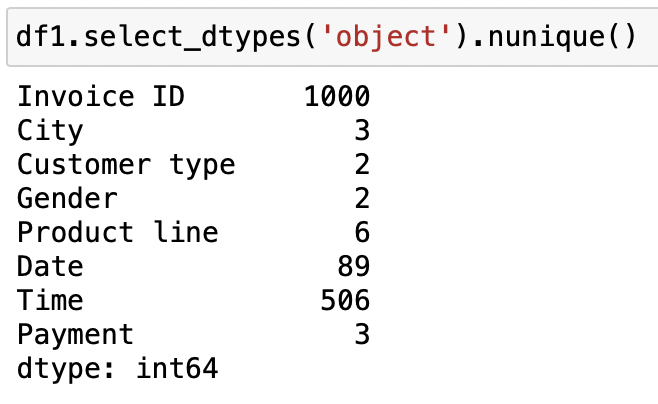 df1.select_dtypes('object').nunique()
Invoice ID 1000
City 3
Customer type 2
Gender 2
Product line 6
Date 89
Time 506
Payment 3
dtype: int64